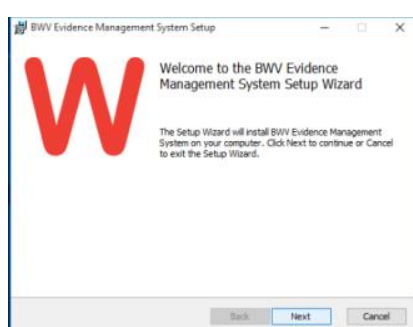 BWV Evidence Management System Setup
W
Welcome to the BWV Evidence
Management System Setup Wizard
The Setup Wizard will install BWV Evidence Management
System on your computer. Click Next to continue or Cancel
to exit the Setup Wizard.
Back Next Cancel